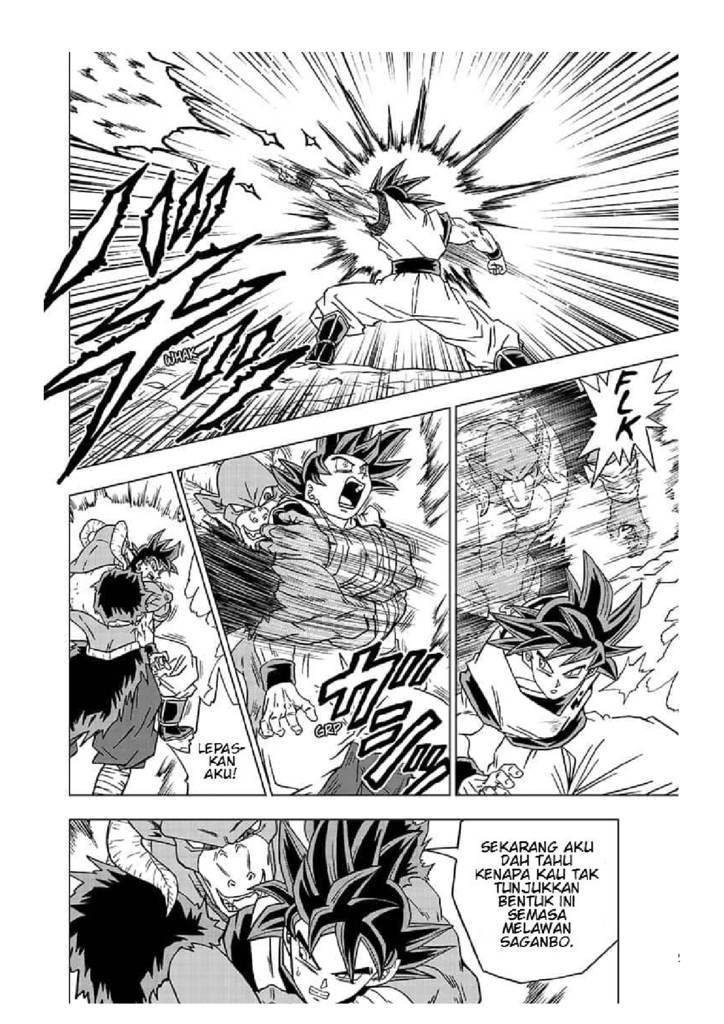 WHAK
FLK
GRP
LEPAS-
KAN
AKU!
SEKARANG AKU
DAH TAHU
KENAPA KAU TAK
TUNJUKKAN
BENTUK INI
SEMASA
MELAWAN
SAGANBO.